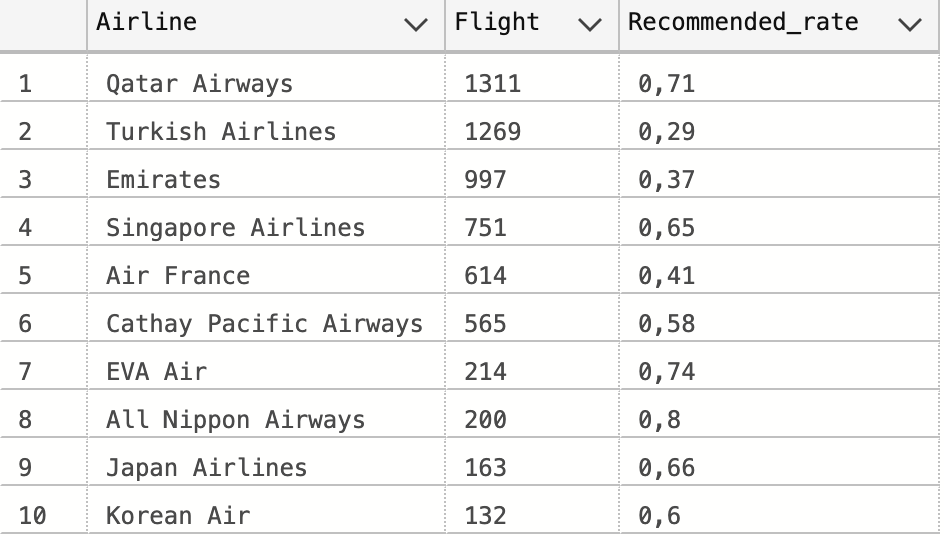 Airline Flight Recommended_rate
1 Qatar Airways 1311 0,71
2 Turkish Airlines 1269 0,29
3 Emirates 997 0,37
4 Singapore Airlines 751 0,65
5 Air France 614 0,41
6 Cathay Pacific Airways 565 0,58
7 EVA Air 214 0,74
8 All Nippon Airways 200 0,8
9 Japan Airlines 163 0,66
10 Korean Air 132 0,6